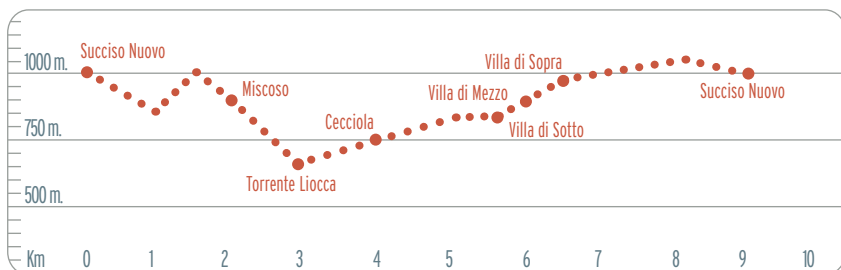 Succiso Nuovo
1000 m.
Miscoso
Villa di Sopra
Villa di Mezzo
Succiso Nuovo
Cecciola
Villa di Sotto
750 m.
Torrente Liocca
500 m.
Km 0 1 2 3 4 5 6 7 8 9 10